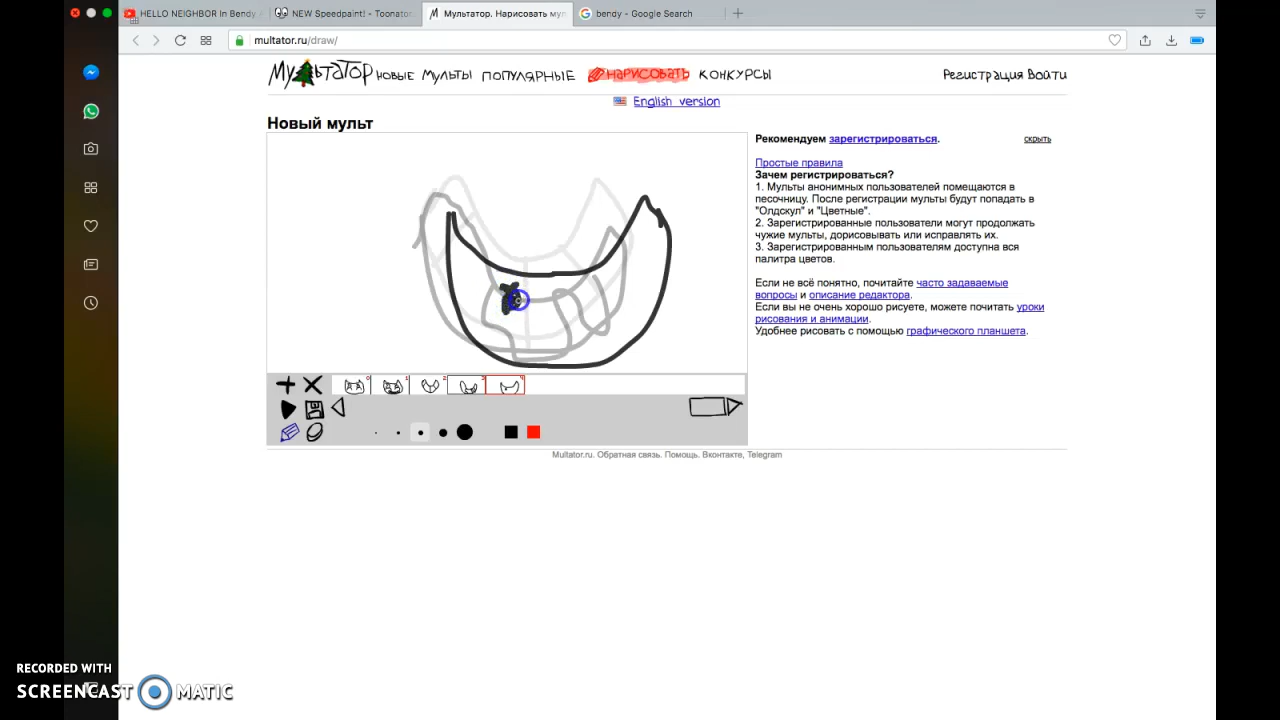 HELLO NEIGHBOR In Bendy
NEW Speedpaint! - Toonator
Мультатор. Нарисовать мул
bendy - Google Search
multator.ru/draw/
Мультатор новые мульты популярные нарисовать конкурсы Регистрация Войти
English version
Новый мульт
Рекомендуем зарегистрироваться. скрыть
Простые правила
Зачем регистрироваться?
1. Мульты анонимных пользователей помещаются в
песочницу. После регистрации мульты будут попадать в
"Олдскул" и "Цветные".
2. Зарегистрированные пользователи могут продолжать
чужие мульты, дорисовывать или исправлять их.
3. Зарегистрированным пользователям доступна вся
палитра цветов.
Если не всё понятно, почитайте часто задаваемые
вопросы и описание редактора.
Если вы не очень хорошо рисуете, можете почитать уроки
рисования и анимации.
Удобнее рисовать с помощью графического планшета.
0 1 2 3 4
Multator.ru. Обратная связь. Помощь. Вконтакте, Telegram
RECORDED WITH
SCREENCAST MATIC